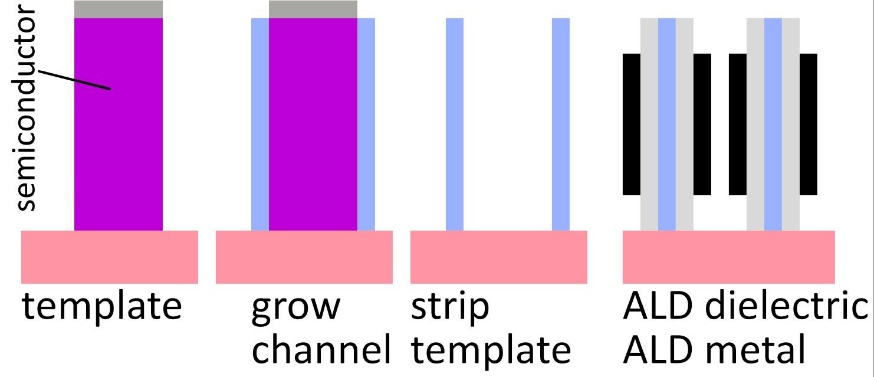 semiconductor
template
grow
channel
strip
template
ALD dielectric
ALD metal